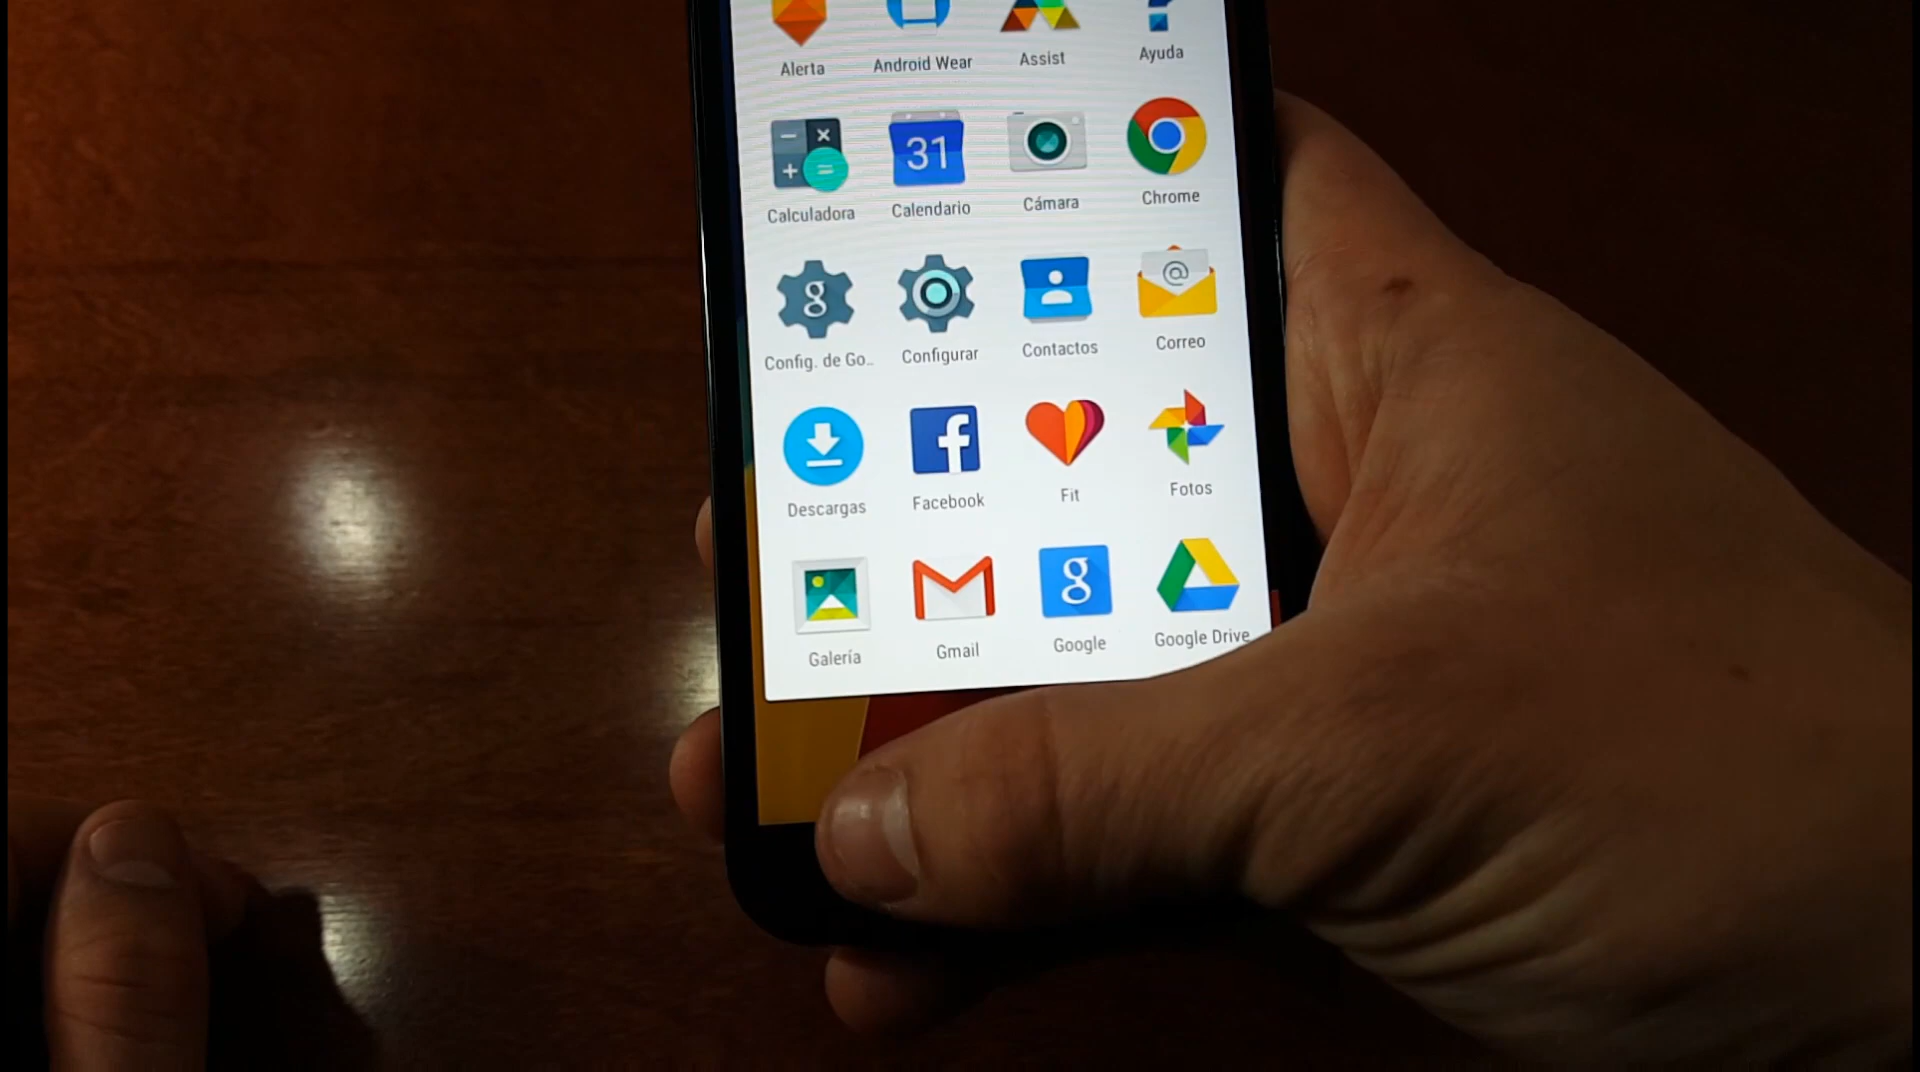 Alerta
Android Wear
Assist
Ayuda
31
Calculadora
Calendario
Cámara
Chrome
g
@
Config. de Go..
Configurar
Contactos
Correo
f
Descargas
Facebook
Fit
Fotos
g
Galería
Gmail
Google
Google Drive